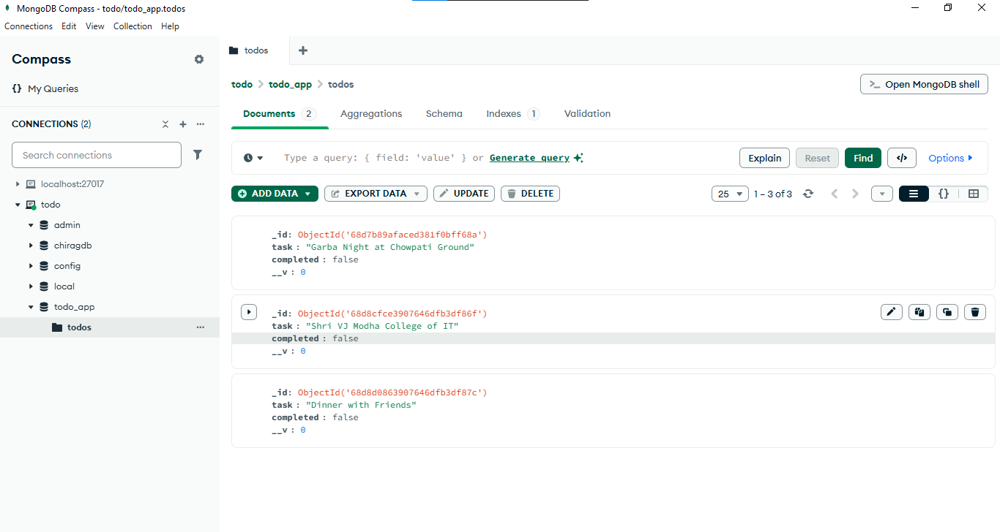 MongoDB Compass - todo/todo_app.todos
Connections Edit View Collection Help
Compass
My Queries
CONNECTIONS (2)
Search connections
localhost:27017
todo
admin
chiragdb
config
local
todo_app
todos
todos
todo > todo_app > todos
>_ Open MongoDB shell
Documents 2 Aggregations Schema Indexes 1 Validation
Type a query: { field: 'value' } or Generate query
Explain Reset Find </> Options
ADD DATA EXPORT DATA UPDATE DELETE
25 1 – 3 of 3 {}
_id: ObjectId('68d7b89afaced381f0bff68a')
task : "Garba Night at Chowpati Ground"
completed : false
__v : 0
_id: ObjectId('68d8cfce3907646dfb3df86f')
task : "Shri VJ Modha College of IT"
completed : false
__v : 0
_id: ObjectId('68d8d0863907646dfb3df87c')
task : "Dinner with Friends"
completed : false
__v : 0